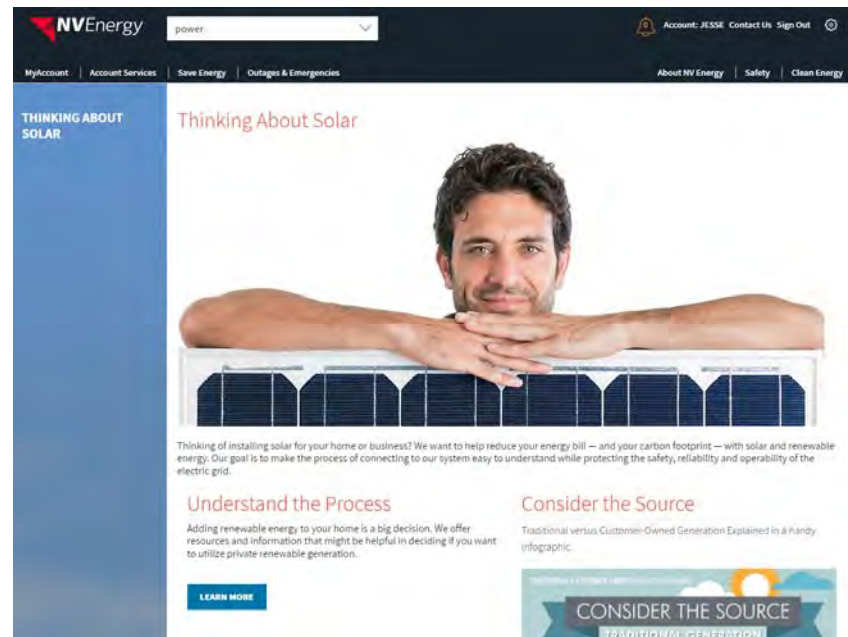 NVEnergy
power
Account: JESSE Contact Us Sign Out
MyAccount Account Services Save Energy Outages & Emergencies
About NV Energy Safety Clean Energy
THINKING ABOUT
SOLAR
Thinking About Solar
Thinking of installing solar for your home or business? We want to help reduce your energy bill — and your carbon footprint — with solar and renewable
energy. Our goal is to make the process of connecting to our system easy to understand while protecting the safety, reliability and operability of the
electric grid.
Understand the Process
Adding renewable energy to your home is a big decision. We offer
resources and information that might be helpful in deciding if you want
to utilize private renewable generation.
LEARN MORE
Consider the Source
Traditional versus Customer-Owned Generation Explained in a handy
infographic.
CONSIDER THE SOURCE
TRADITIONAL GENERATION